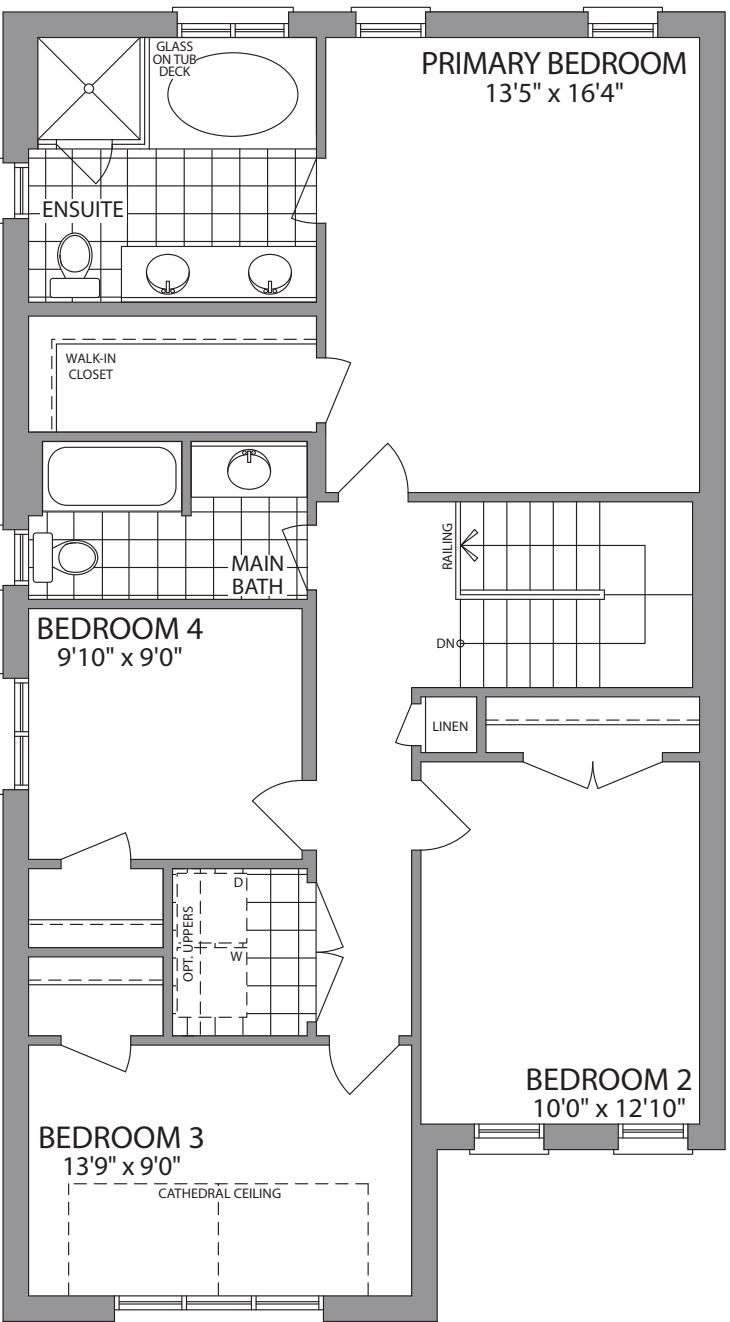 GLASS
ON TUB
DECK
PRIMARY BEDROOM
13'5" x 16'4"
ENSUITE
WALK-IN
CLOSET
MAIN
BATH
RAILING
DN
BEDROOM 4
9'10" x 9'0"
LINEN
D
OPT. UPPERS
W
BEDROOM 2
10'0" x 12'10"
BEDROOM 3
13'9" x 9'0"
CATHEDRAL CEILING